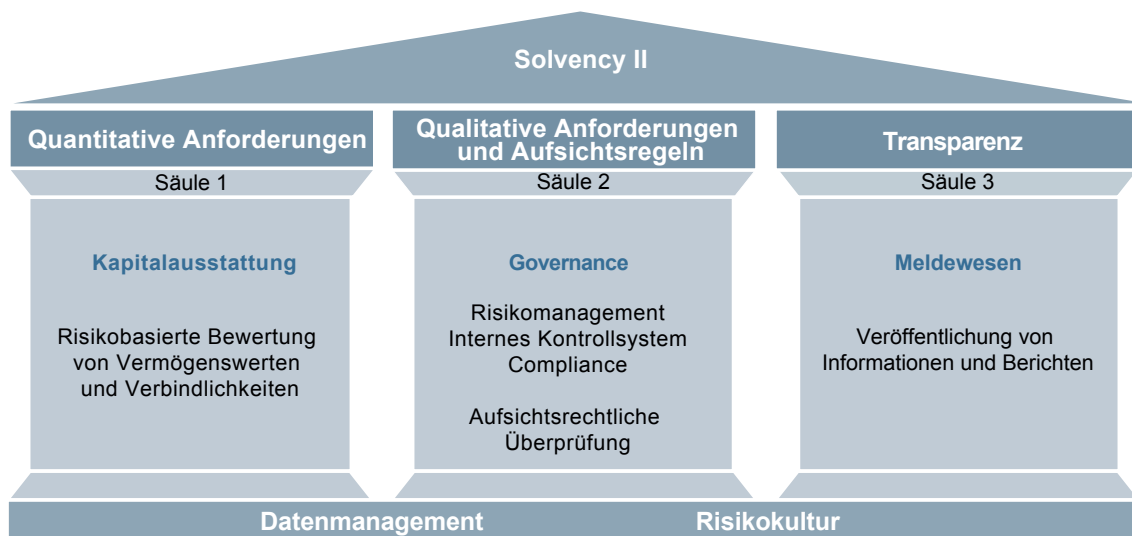 Solvency II
Quantitative Anforderungen
Säule 1
Kapitalausstattung
Risikobasierte Bewertung
von Vermögenswerten
und Verbindlichkeiten
Qualitative Anforderungen
und Aufsichtsregeln
Säule 2
Governance
Risikomanagement
Internes Kontrollsystem
Compliance
Aufsichtsrechtliche
Überprüfung
Transparenz
Säule 3
Meldewesen
Veröffentlichung von
Informationen und Berichten
Datenmanagement
Risikokultur